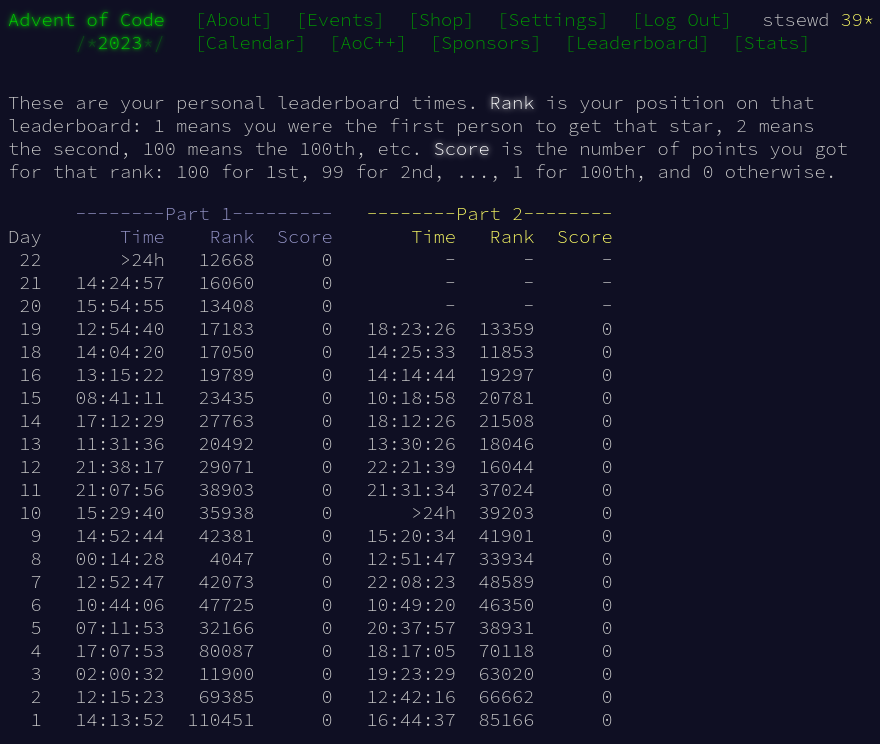 Advent of Code [About] [Events] [Shop] [Settings] [Log Out] stsewd 39*
/*2023*/ [Calendar] [AoC++] [Sponsors] [Leaderboard] [Stats]
These are your personal leaderboard times. Rank is your position on that
leaderboard: 1 means you were the first person to get that star, 2 means
the second, 100 means the 100th, etc. Score is the number of points you got
for that rank: 100 for 1st, 99 for 2nd, ..., 1 for 100th, and 0 otherwise.
--------Part 1--------- --------Part 2--------
Day Time Rank Score Time Rank Score
22 >24h 12668 0 - - -
21 14:24:57 16060 0 - - -
20 15:54:55 13408 0 - - -
19 12:54:40 17183 0 18:23:26 13359 0
18 14:04:20 17050 0 14:25:33 11853 0
16 13:15:22 19789 0 14:14:44 19297 0
15 08:41:11 23435 0 10:18:58 20781 0
14 17:12:29 27763 0 18:12:26 21508 0
13 11:31:36 20492 0 13:30:26 18046 0
12 21:38:17 29071 0 22:21:39 16044 0
11 21:07:56 38903 0 21:31:34 37024 0
10 15:29:40 35938 0 >24h 39203 0
9 14:52:44 42381 0 15:20:34 41901 0
8 00:14:28 4047 0 12:51:47 33934 0
7 12:52:47 42073 0 22:08:23 48589 0
6 10:44:06 47725 0 10:49:20 46350 0
5 07:11:53 32166 0 20:37:57 38931 0
4 17:07:53 80087 0 18:17:05 70118 0
3 02:00:32 11900 0 19:23:29 63020 0
2 12:15:23 69385 0 12:42:16 66662 0
1 14:13:52 110451 0 16:44:37 85166 0